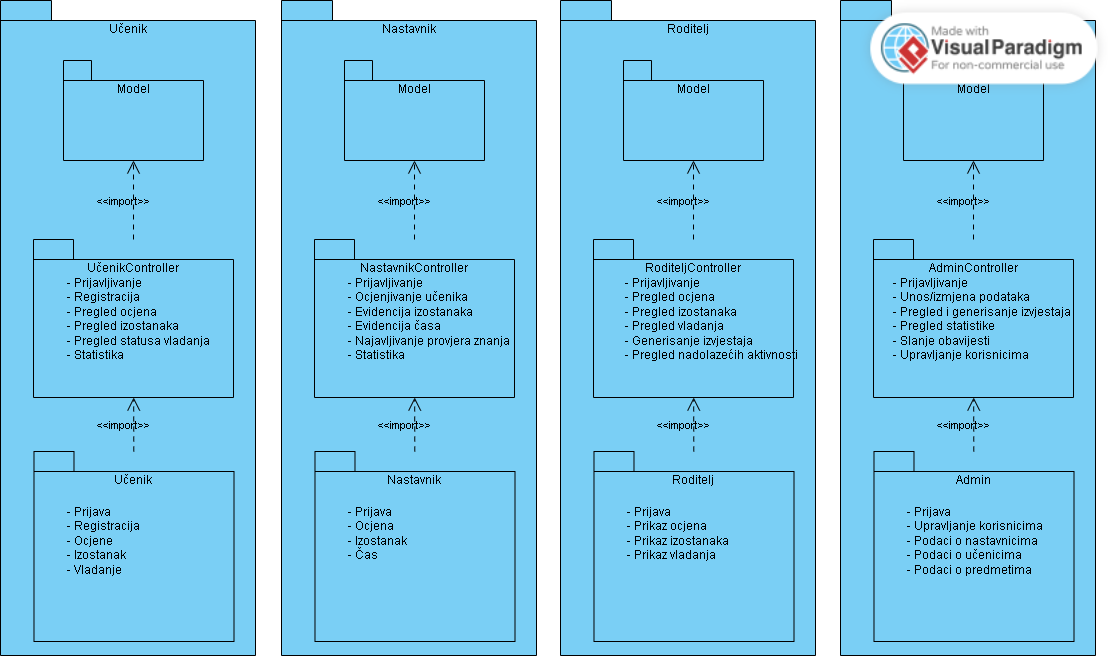 Učenik
Model
<<import>>
UčenikController
- Prijavljivanje
- Registracija
- Pregled ocjena
- Pregled izostanaka
- Pregled statusa vladanja
- Statistika
<<import>>
Učenik
- Prijava
- Registracija
- Ocjene
- Izostanak
- Vladanje
Nastavnik
Model
<<import>>
NastavnikController
- Prijavljivanje
- Ocjenjivanje učenika
- Evidencija izostanaka
- Evidencija časa
- Najavljivanje provjera znanja
- Statistika
<<import>>
Nastavnik
- Prijava
- Ocjena
- Izostanak
- Čas
Roditelj
Model
<<import>>
RoditeljController
- Prijavljivanje
- Pregled ocjena
- Pregled izostanaka
- Pregled vladanja
- Generisanje izvjestaja
- Pregled nadolazećih aktivnosti
<<import>>
Roditelj
- Prijava
- Prikaz ocjena
- Prikaz izostanaka
- Prikaz vladanja
Made with
VisualParadigm
For non-commercial use
Model
<<import>>
AdminController
- Prijavljivanje
- Unos/izmjena podataka
- Pregled i generisanje izvjestaja
- Pregled statistike
- Slanje obavijesti
- Upravljanje korisnicima
<<import>>
Admin
- Prijava
- Upravljanje korisnicima
- Podaci o nastavnicima
- Podaci o učenicima
- Podaci o predmetima